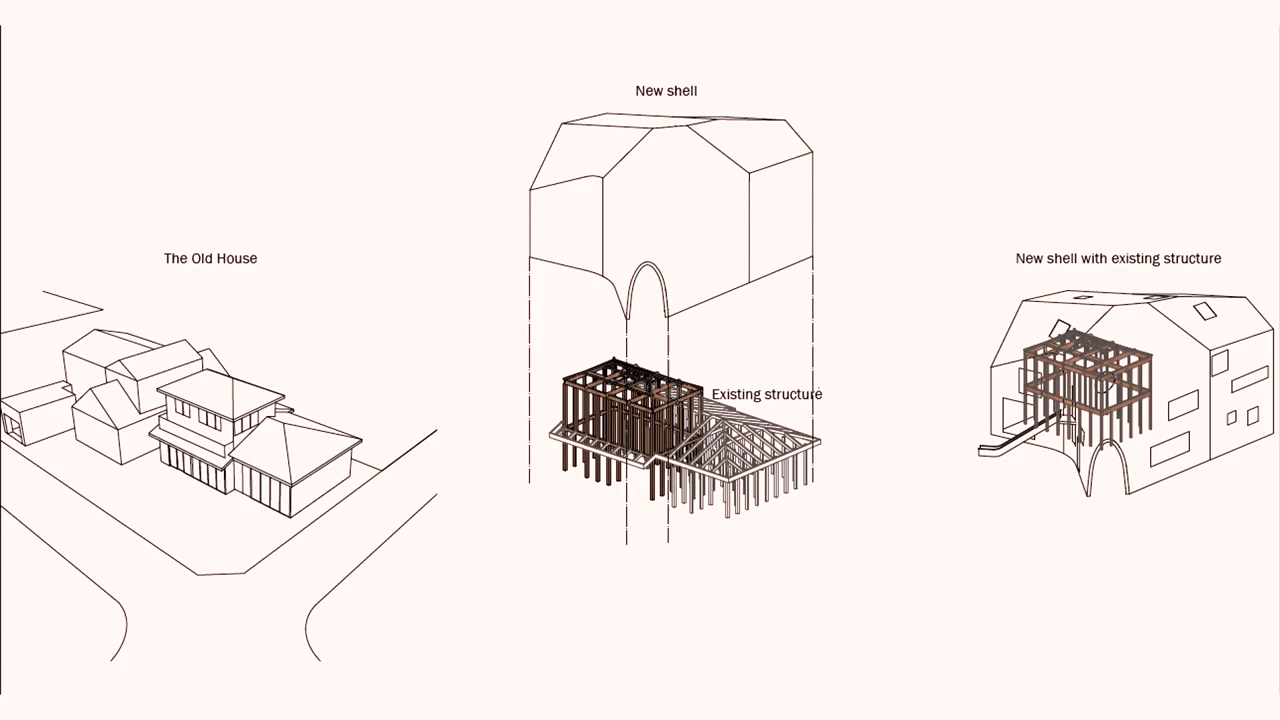 New shell
The Old House
New shell with existing structure
Existing structure